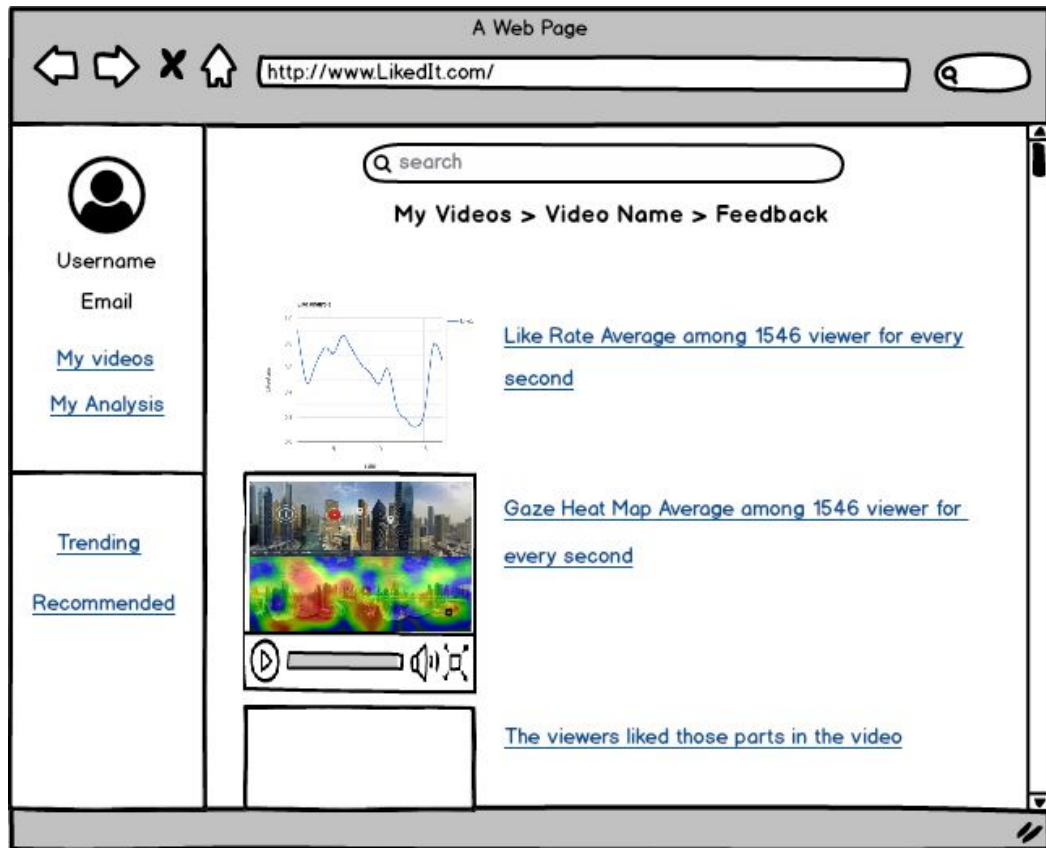 A Web Page
http://www.LikedIt.com/
search
My Videos > Video Name > Feedback
Username
Email
My videos
My Analysis
Trending
Recommended
Like Rate Average among 1546 viewer for every
second
Gaze Heat Map Average among 1546 viewer for
every second
The viewers liked those parts in the video